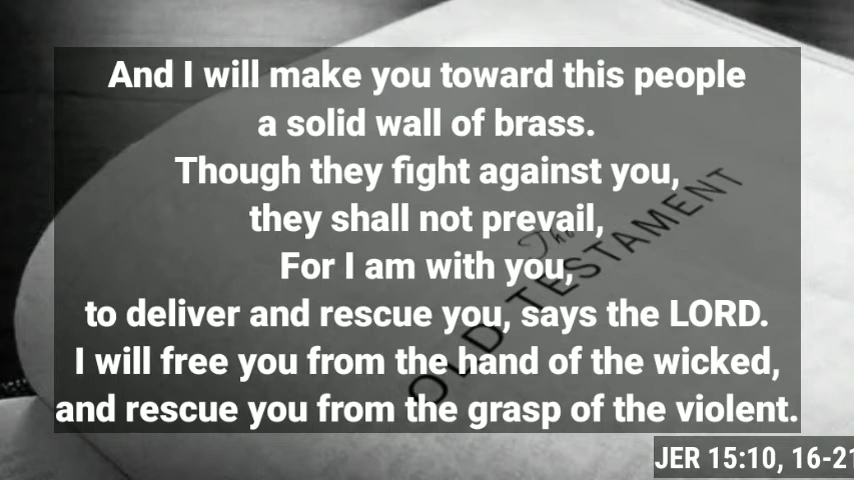 And I will make you toward this people
a solid wall of brass.
Though they fight against you,
they shall not prevail,
For I am with you,
to deliver and rescue you, says the LORD.
I will free you from the hand of the wicked,
and rescue you from the grasp of the violent.
The
OLD TESTAMENT
JER 15:10, 16-21